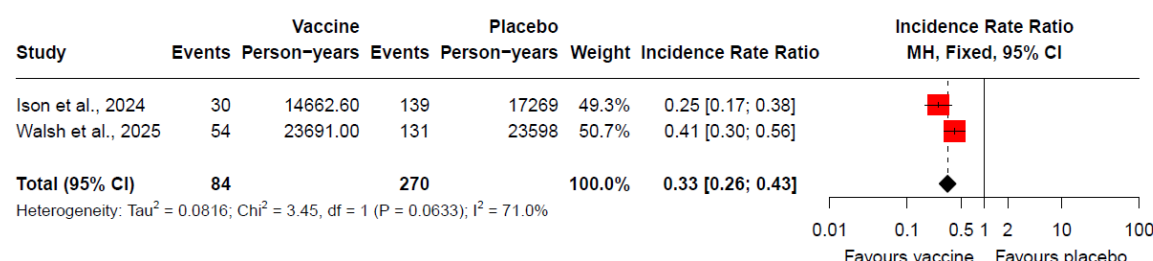 Vaccine Placebo Incidence Rate Ratio
Study Events Person−years Events Person−years Weight Incidence Rate Ratio MH, Fixed, 95% CI
Ison et al., 2024 30 14662.60 139 17269 49.3% 0.25 [0.17; 0.38]
Walsh et al., 2025 54 23691.00 131 23598 50.7% 0.41 [0.30; 0.56]
Total (95% CI) 84 270 100.0% 0.33 [0.26; 0.43]
Heterogeneity: Tau² = 0.0816; Chi² = 3.45, df = 1 (P = 0.0633); I² = 71.0%
0.01 0.1 0.5 1 2 10 100
Favours vaccine Favours placebo